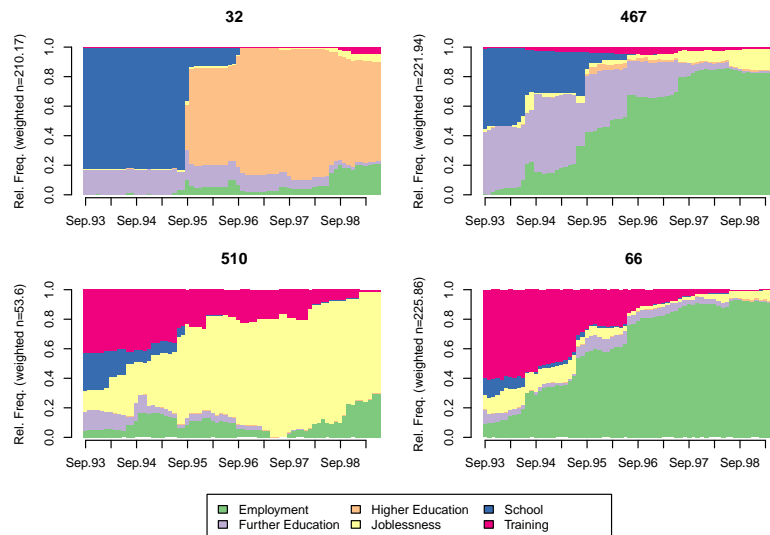 32
Rel. Freq. (weighted n=210.17)
1.0
0.8
0.6
0.4
0.2
0.0
Sep.93 Sep.94 Sep.95 Sep.96 Sep.97 Sep.98
467
Rel. Freq. (weighted n=221.94)
1.0
0.8
0.6
0.4
0.2
0.0
Sep.93 Sep.94 Sep.95 Sep.96 Sep.97 Sep.98
510
Rel. Freq. (weighted n=53.6)
1.0
0.8
0.6
0.4
0.2
0.0
Sep.93 Sep.94 Sep.95 Sep.96 Sep.97 Sep.98
66
Rel. Freq. (weighted n=225.86)
1.0
0.8
0.6
0.4
0.2
0.0
Sep.93 Sep.94 Sep.95 Sep.96 Sep.97 Sep.98
Employment Higher Education School
Further Education Joblessness Training